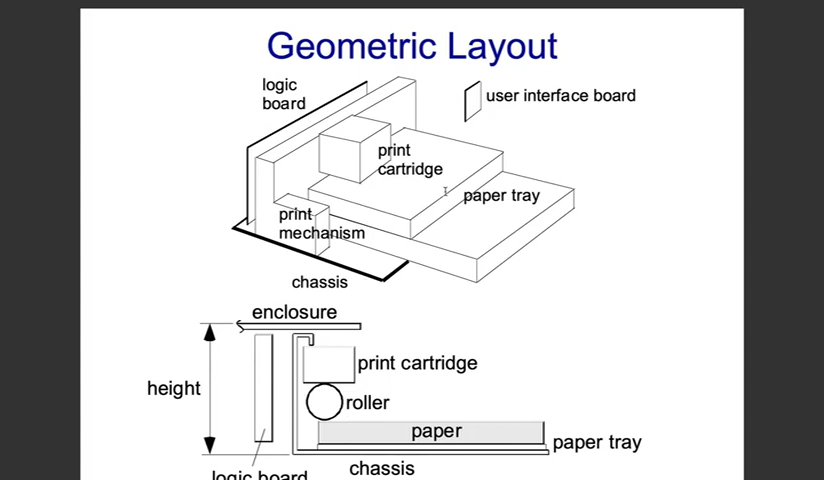 Geometric Layout
logic
board
user interface board
print
cartridge
paper tray
print
mechanism
chassis
enclosure
print cartridge
height
roller
paper
paper tray
chassis
logic board